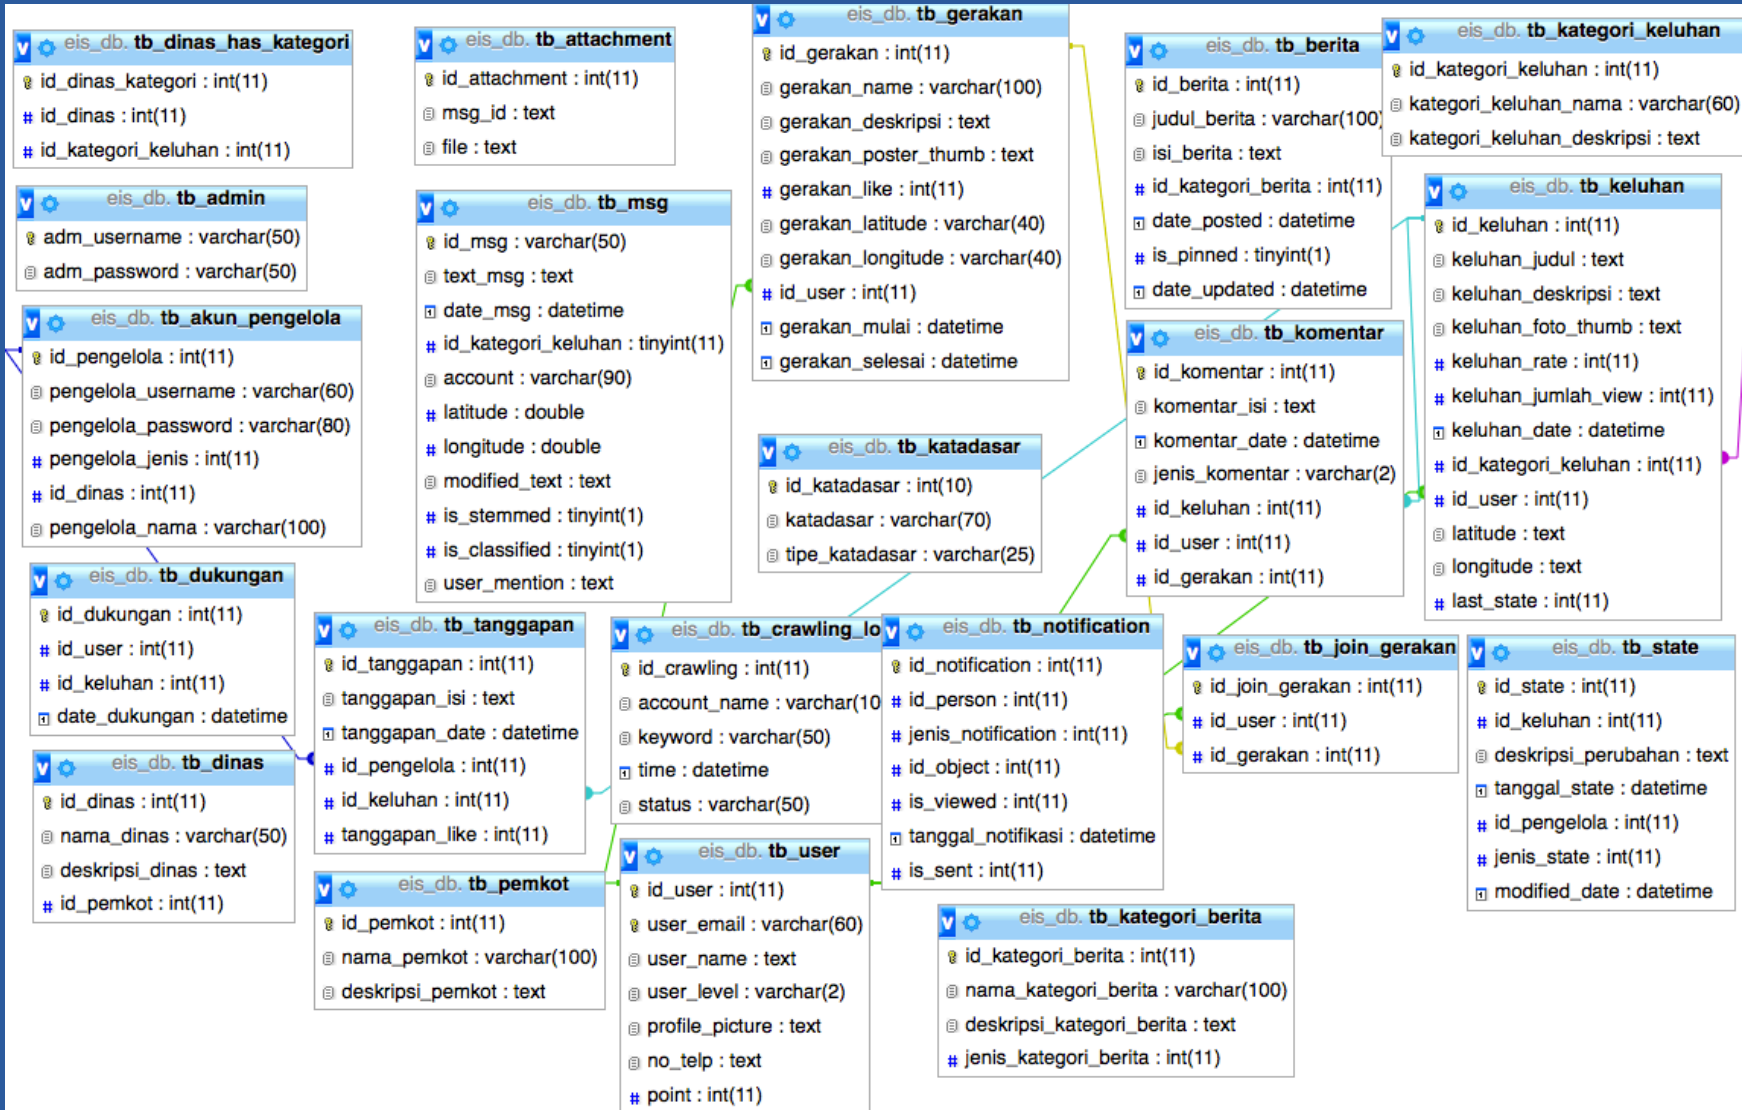 eis_db. tb_dinas_has_kategori
id_dinas_kategori : int(11)
id_dinas : int(11)
id_kategori_keluhan : int(11)
eis_db. tb_admin
adm_username : varchar(50)
adm_password : varchar(50)
eis_db. tb_akun_pengelola
id_pengelola : int(11)
pengelola_username : varchar(60)
pengelola_password : varchar(80)
pengelola_jenis : int(11)
id_dinas : int(11)
pengelola_nama : varchar(100)
eis_db. tb_dukungan
id_dukungan : int(11)
id_user : int(11)
id_keluhan : int(11)
date_dukungan : datetime
eis_db. tb_dinas
id_dinas : int(11)
nama_dinas : varchar(50)
deskripsi_dinas : text
id_pemkot : int(11)
eis_db. tb_attachment
id_attachment : int(11)
msg_id : text
file : text
eis_db. tb_msg
id_msg : varchar(50)
text_msg : text
date_msg : datetime
id_kategori_keluhan : tinyint(11)
account : varchar(90)
latitude : double
longitude : double
modified_text : text
is_stemmed : tinyint(1)
is_classified : tinyint(1)
user_mention : text
eis_db. tb_tanggapan
id_tanggapan : int(11)
tanggapan_isi : text
tanggapan_date : datetime
id_pengelola : int(11)
id_keluhan : int(11)
tanggapan_like : int(11)
eis_db. tb_pemkot
id_pemkot : int(11)
nama_pemkot : varchar(100)
deskripsi_pemkot : text
eis_db. tb_gerakan
id_gerakan : int(11)
gerakan_name : varchar(100)
gerakan_deskripsi : text
gerakan_poster_thumb : text
gerakan_like : int(11)
gerakan_latitude : varchar(40)
gerakan_longitude : varchar(40)
id_user : int(11)
gerakan_mulai : datetime
gerakan_selesai : datetime
eis_db. tb_katadasar
id_katadasar : int(10)
katadasar : varchar(70)
tipe_katadasar : varchar(25)
eis_db. tb_crawling_lo
id_crawling : int(11)
account_name : varchar(10
keyword : varchar(50)
time : datetime
status : varchar(50)
eis_db. tb_user
id_user : int(11)
user_email : varchar(60)
user_name : text
user_level : varchar(2)
profile_picture : text
no_telp : text
point : int(11)
eis_db. tb_notification
id_notification : int(11)
id_person : int(11)
jenis_notification : int(11)
id_object : int(11)
is_viewed : int(11)
tanggal_notifikasi : datetime
is_sent : int(11)
eis_db. tb_kategori_berita
id_kategori_berita : int(11)
nama_kategori_berita : varchar(100)
deskripsi_kategori_berita : text
jenis_kategori_berita : int(11)
eis_db. tb_berita
id_berita : int(11)
judul_berita : varchar(100)
isi_berita : text
id_kategori_berita : int(11)
date_posted : datetime
is_pinned : tinyint(1)
date_updated : datetime
eis_db. tb_komentar
id_komentar : int(11)
komentar_isi : text
komentar_date : datetime
jenis_komentar : varchar(2)
id_keluhan : int(11)
id_user : int(11)
id_gerakan : int(11)
eis_db. tb_join_gerakan
id_join_gerakan : int(11)
id_user : int(11)
id_gerakan : int(11)
eis_db. tb_kategori_keluhan
id_kategori_keluhan : int(11)
kategori_keluhan_nama : varchar(60)
kategori_keluhan_deskripsi : text
eis_db. tb_keluhan
id_keluhan : int(11)
keluhan_judul : text
keluhan_deskripsi : text
keluhan_foto_thumb : text
keluhan_rate : int(11)
keluhan_jumlah_view : int(11)
keluhan_date : datetime
id_kategori_keluhan : int(11)
id_user : int(11)
latitude : text
longitude : text
last_state : int(11)
eis_db. tb_state
id_state : int(11)
id_keluhan : int(11)
deskripsi_perubahan : text
tanggal_state : datetime
id_pengelola : int(11)
jenis_state : int(11)
modified_date : datetime